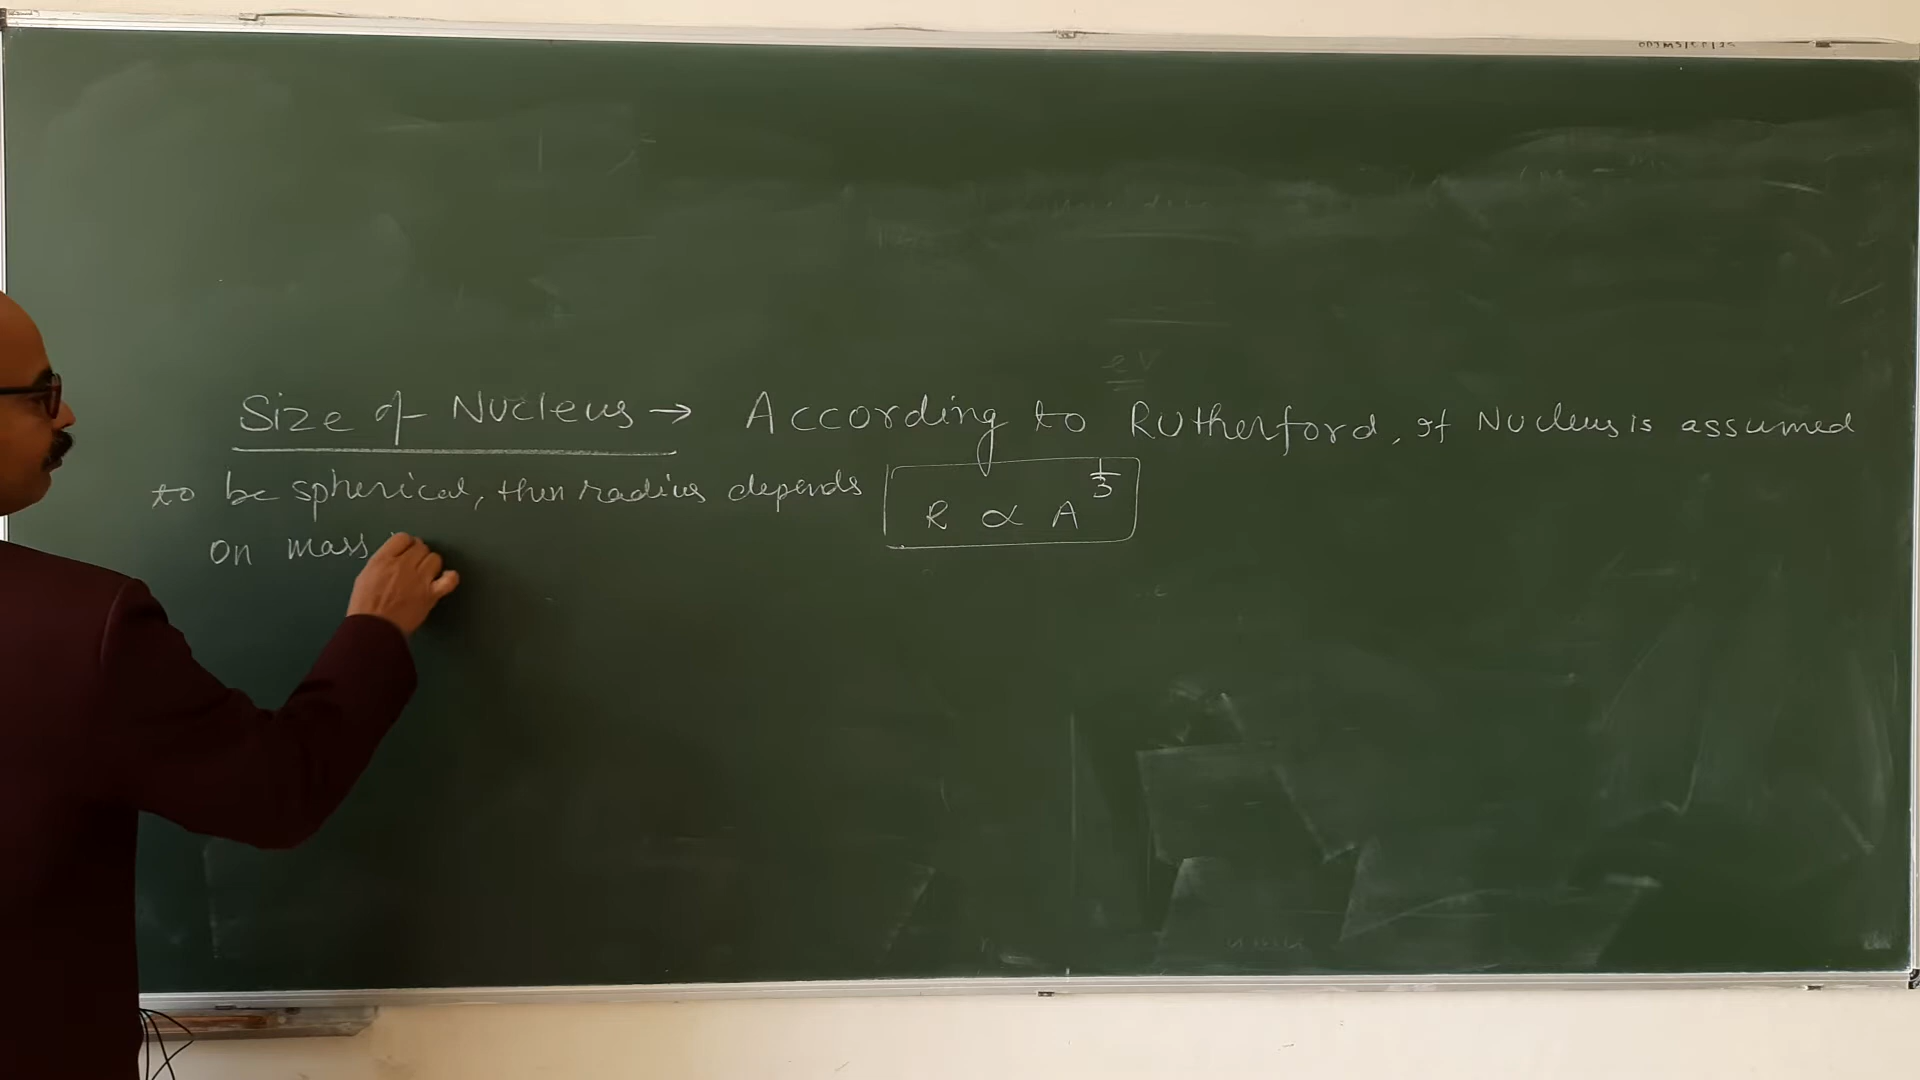 Size of Nucleus → According to Rutherford, if Nucleus is assumed
to be spherical, then radius depends
R ∝ A^1/3
on mass
eV